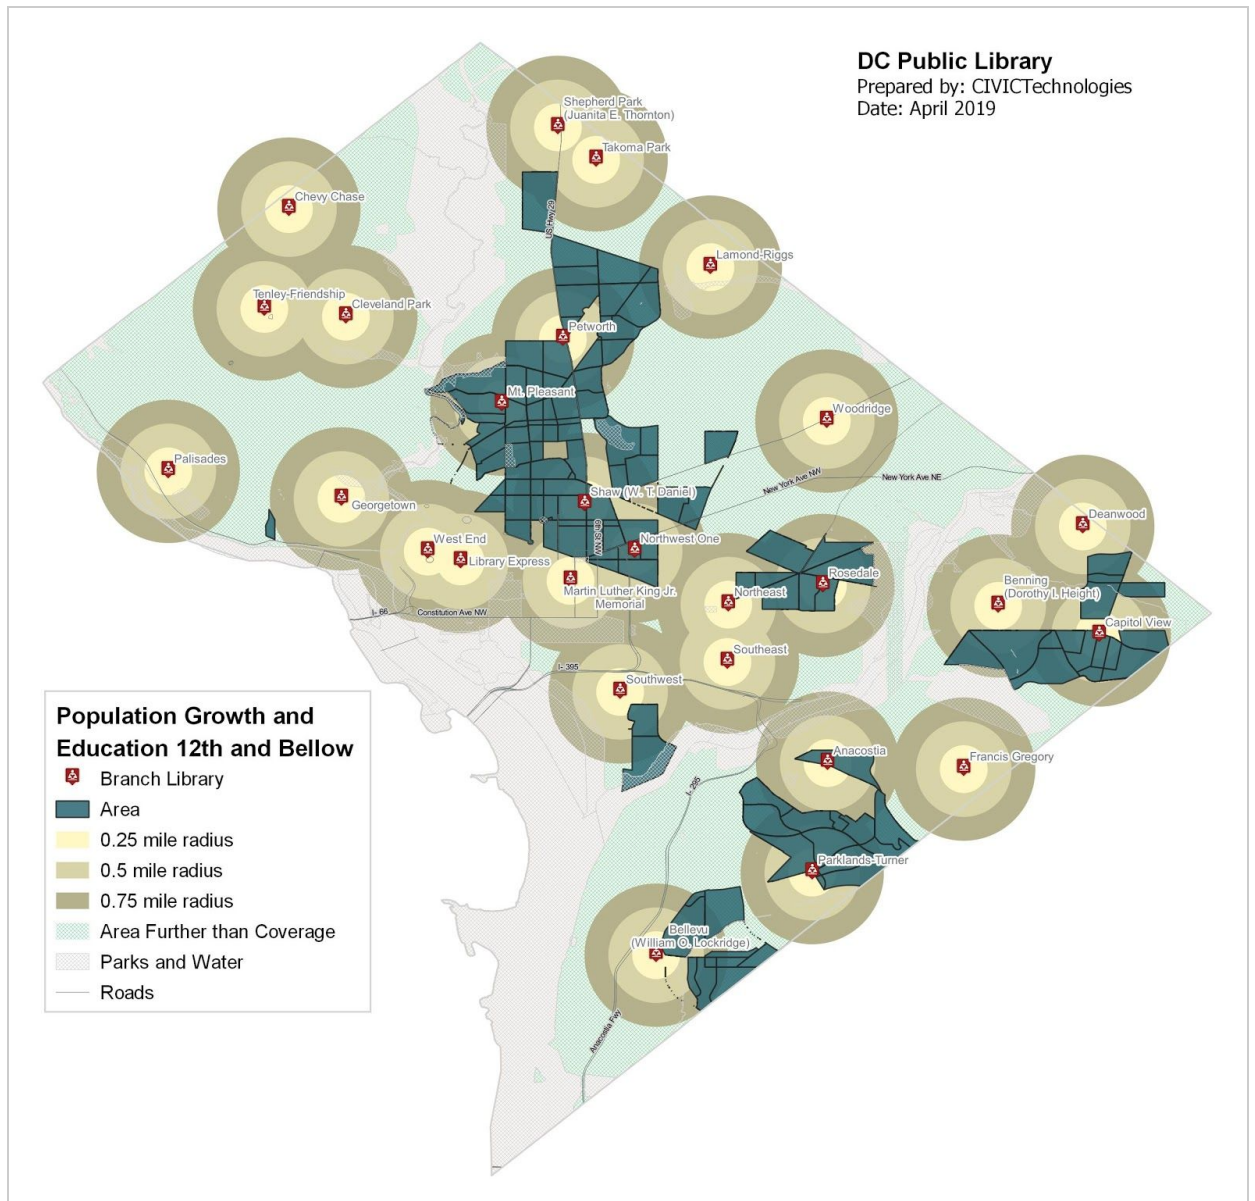 DC Public Library
Prepared by: CIVICTechnologies
Date: April 2019
Shepherd Park
(Juanita E. Thornton)
Takoma Park
Chevy Chase
US Hwy 29
Lamond-Riggs
Tenley-Friendship
Cleveland Park
Petworth
Mt. Pleasant
Woodridge
Palisades
New York Ave NW
New York Ave NE
Shaw (W. T. Daniel)
Georgetown
Deanwood
6th St NW
West End
Northwest One
Library Express
Rosedale
Benning
(Dorothy I. Height)
Martin Luther King Jr.
Memorial
Northeast
I- 66
Constitution Ave NW
Capitol View
Southeast
I- 395
Southwest
Anacostia
Francis Gregory
I- 295
Parklands-Turner
Bellevu
(William O. Lockridge)
Anacostia Fwy
Population Growth and
Education 12th and Bellow
Branch Library
Area
0.25 mile radius
0.5 mile radius
0.75 mile radius
Area Further than Coverage
Parks and Water
Roads